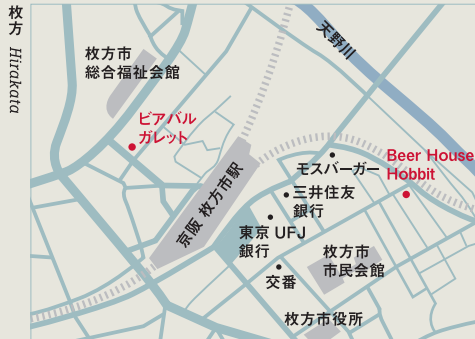 枚方 Hirakata
天野川
枚方市
総合福祉会館
ビアバル
ガレット
京阪 枚方市駅
モスバーガー
Beer House
Hobbit
三井住友
銀行
東京 UFJ
銀行
枚方市
市民会館
交番
枚方市役所